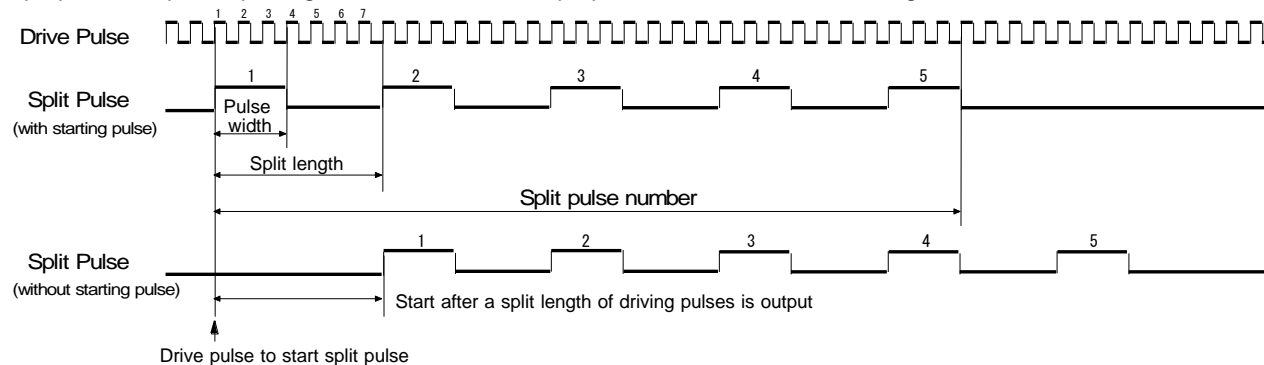 1 2 3 4 5 6 7
Drive Pulse
1 2 3 4 5
Split Pulse
(with starting pulse)
Pulse
width
Split length
Split pulse number
1 2 3 4 5
Split Pulse
(without starting pulse)
Start after a split length of driving pulses is output
Drive pulse to start split pulse